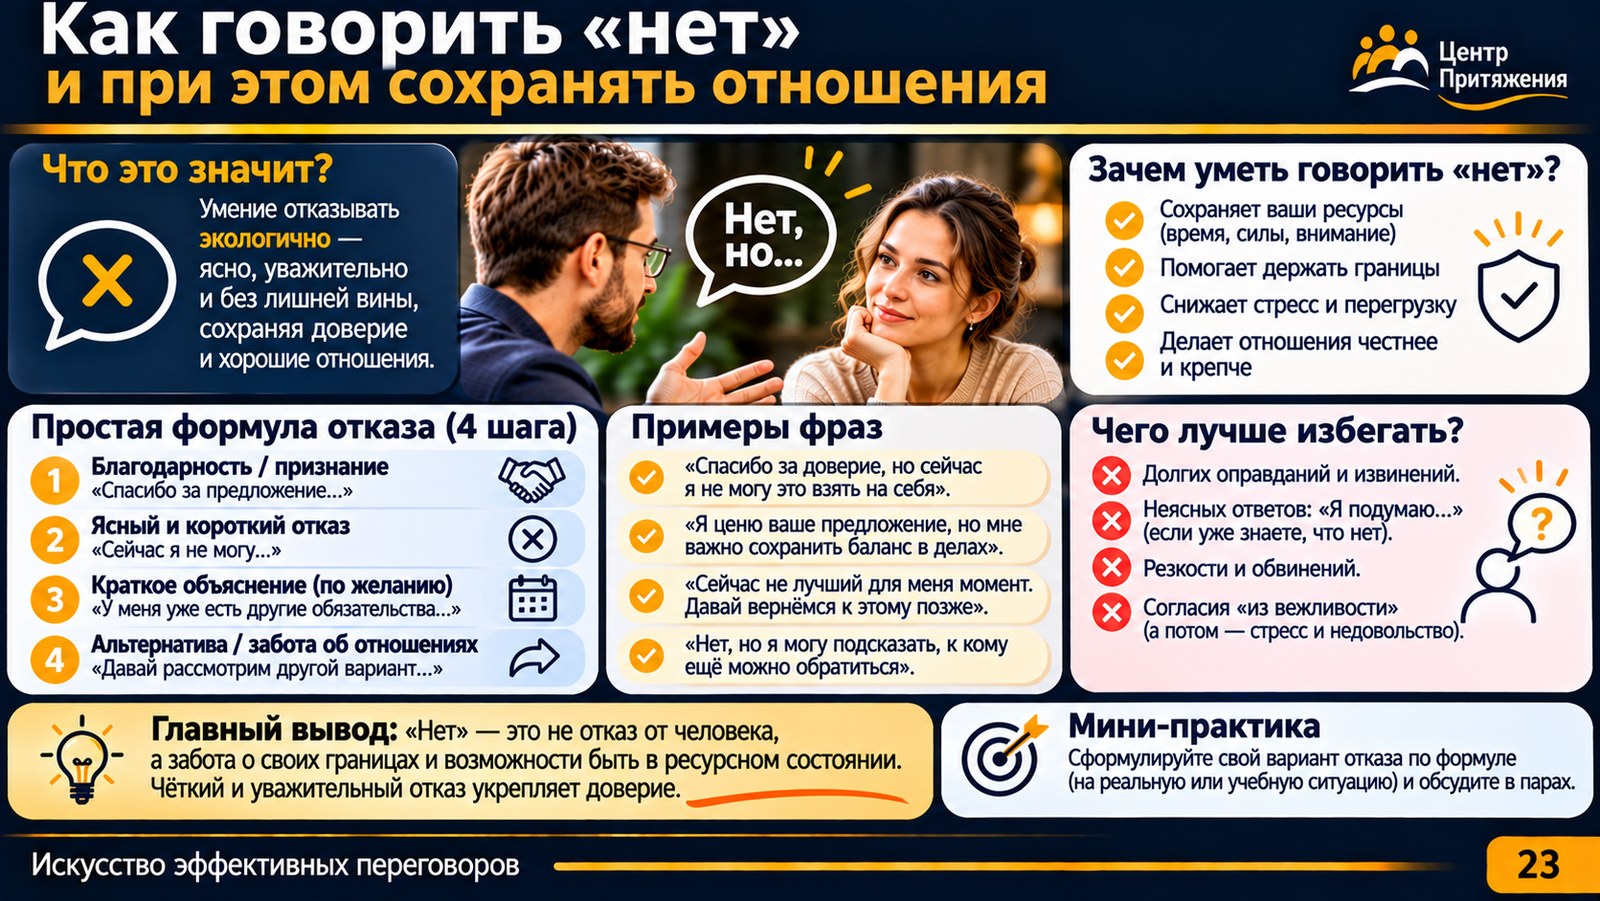 Как говорить «нет»
и при этом сохранять отношения
Центр
Притяжения
Что это значит?
Умение отказывать
экологично —
ясно, уважительно
и без лишней вины,
сохраняя доверие
и хорошие отношения.
Нет,
но...
Зачем уметь говорить «нет»?
Сохраняет ваши ресурсы
(время, силы, внимание)
Помогает держать границы
Снижает стресс и перегрузку
Делает отношения честнее
и крепче
Простая формула отказа (4 шага)
1
Благодарность / признание
«Спасибо за предложение...»
2
Ясный и короткий отказ
«Сейчас я не могу...»
3
Краткое объяснение (по желанию)
«У меня уже есть другие обязательства...»
4
Альтернатива / забота об отношениях
«Давай рассмотрим другой вариант...»
Примеры фраз
«Спасибо за доверие, но сейчас
я не могу это взять на себя».
«Я ценю ваше предложение, но мне
важно сохранить баланс в делах».
«Сейчас не лучший для меня момент.
Давай вернёмся к этому позже».
«Нет, но я могу подсказать, к кому
ещё можно обратиться».
Чего лучше избегать?
Долгих оправданий и извинений.
Неясных ответов: «Я подумаю...»
(если уже знаете, что нет).
Резкости и обвинений.
Согласия «из вежливости»
(а потом — стресс и недовольство).
?
Главный вывод: «Нет» — это не отказ от человека,
а забота о своих границах и возможности быть в ресурсном состоянии.
Чёткий и уважительный отказ укрепляет доверие.
Мини-практика
Сформулируйте свой вариант отказа по формуле
(на реальную или учебную ситуацию) и обсудите в парах.
Искусство эффективных переговоров
23